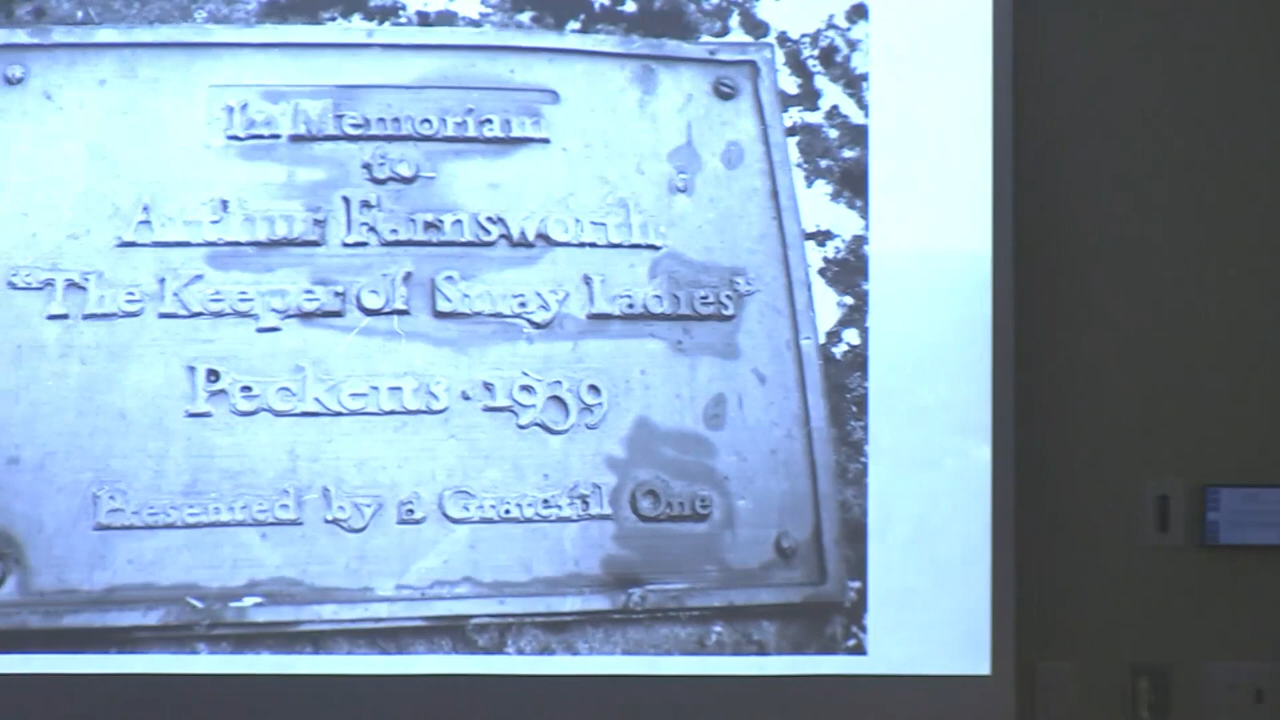 In Memoriam
to
Arthur Farnsworth
"The Keeper of Stray Ladies"
Pecketts · 1939
Presented by a Grateful One